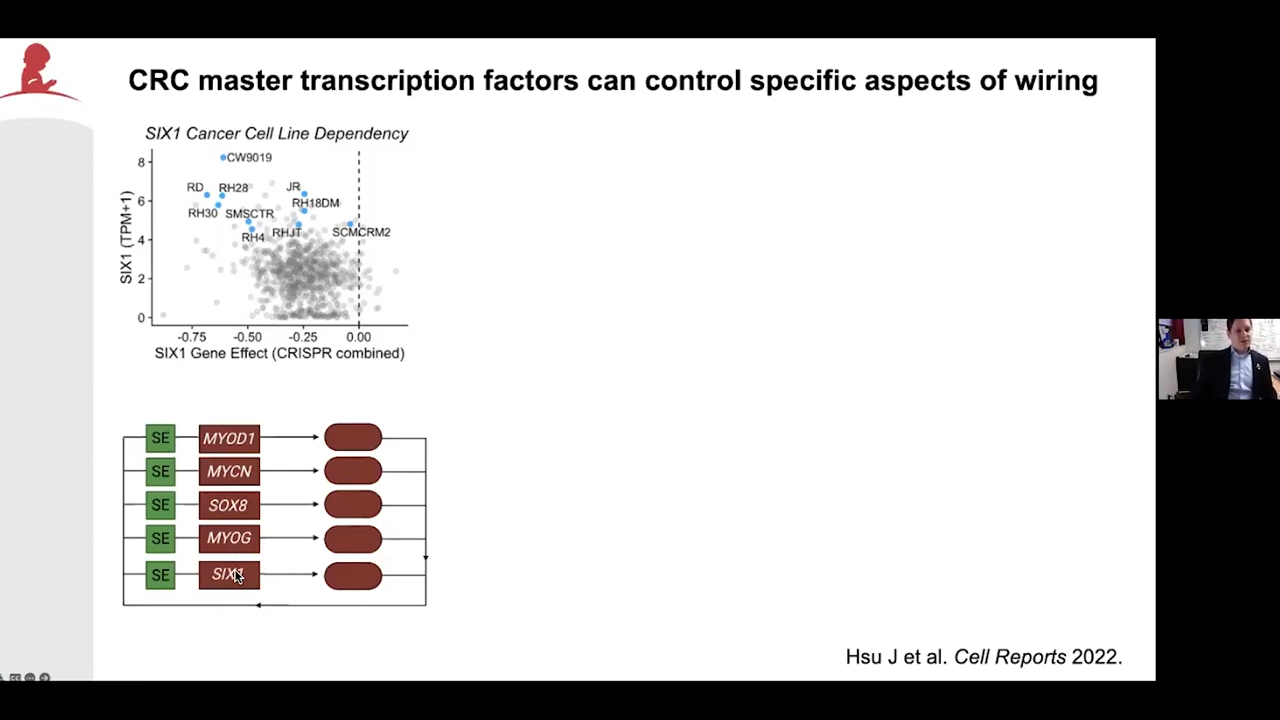 CRC master transcription factors can control specific aspects of wiring
SIX1 Cancer Cell Line Dependency
SIX1 (TPM+1)
8
6
4
2
0
CW9019
RD
RH28
JR
RH18DM
RH30
SMSCTR
RH4
RHJT
SCMCRM2
-0.75
-0.50
-0.25
0.00
SIX1 Gene Effect (CRISPR combined)
SE
MYOD1
SE
MYCN
SE
SOX8
SE
MYOG
SE
SIX1
Hsu J et al. Cell Reports 2022.